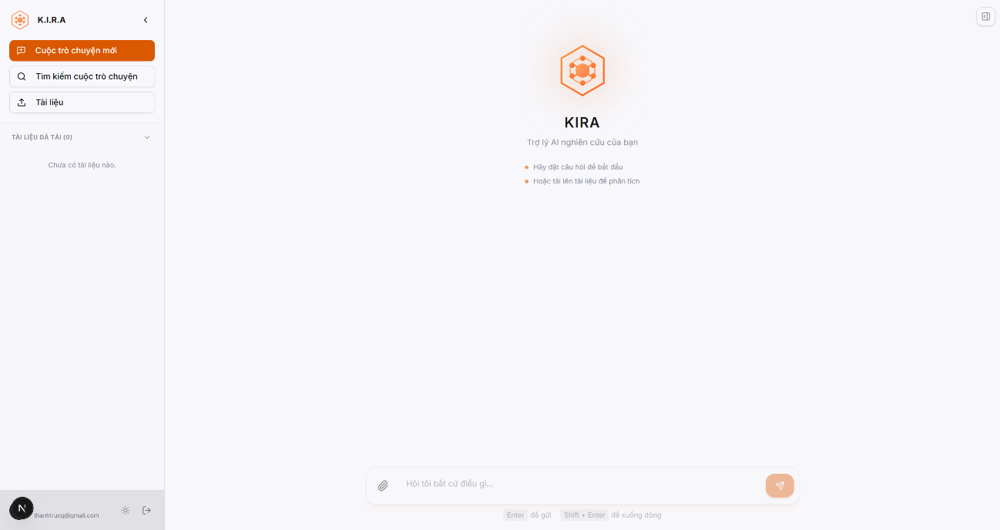 K.I.R.A
Cuộc trò chuyện mới
Tìm kiếm cuộc trò chuyện
Tài liệu
TÀI LIỆU ĐÃ TẢI (0)
Chưa có tài liệu nào.
KIRA
Trợ lý AI nghiên cứu của bạn
Hãy đặt câu hỏi để bắt đầu
Hoặc tải lên tài liệu để phân tích
Hỏi tôi bất cứ điều gì...
Enter để gửi Shift + Enter để xuống dòng
N
thanhtrung@gmail.com